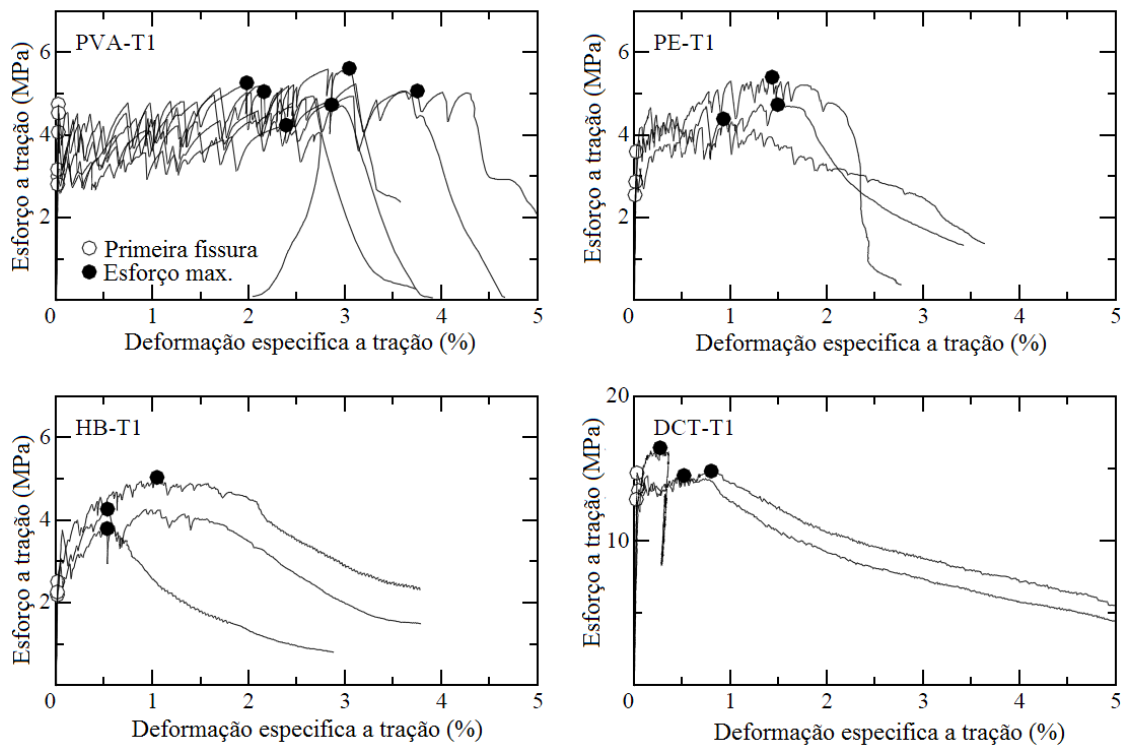 PVA-T1
Esforço a tração (MPa)
6
4
2
0
Primeira fissura
Esforço max.
0 1 2 3 4 5
Deformação especifica a tração (%)
PE-T1
Esforço a tração (MPa)
6
4
2
0 1 2 3 4 5
Deformação especifica a tração (%)
HB-T1
Esforço a tração (MPa)
6
4
2
0 1 2 3 4 5
Deformação especifica a tração (%)
DCT-T1
Esforço a tração (MPa)
20
10
0 1 2 3 4 5
Deformação especifica a tração (%)